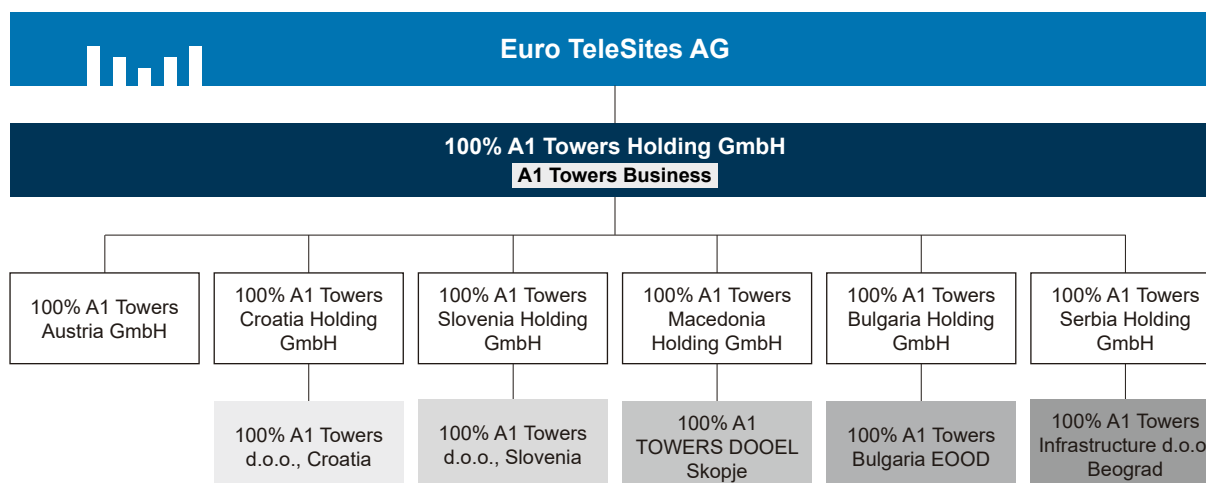 Euro TeleSites AG
100% A1 Towers Holding GmbH
A1 Towers Business
100% A1 Towers
Austria GmbH
100% A1 Towers
Croatia Holding
GmbH
100% A1 Towers
Slovenia Holding
GmbH
100% A1 Towers
Macedonia
Holding GmbH
100% A1 Towers
Bulgaria Holding
GmbH
100% A1 Towers
Serbia Holding
GmbH
100% A1 Towers
d.o.o., Croatia
100% A1 Towers
d.o.o., Slovenia
100% A1
TOWERS DOOEL
Skopje
100% A1 Towers
Bulgaria EOOD
100% A1 Towers
Infrastructure d.o.o
Beograd